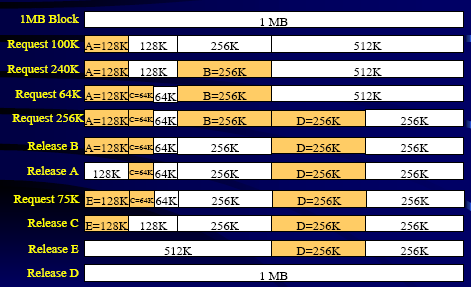 1MB Block 1 MB
Request 100K A=128K 128K 256K 512K
Request 240K A=128K 128K B=256K 512K
Request 64K A=128K C=64K 64K B=256K 512K
Request 256K A=128K C=64K 64K B=256K D=256K 256K
Release B A=128K C=64K 64K 256K D=256K 256K
Release A 128K C=64K 64K 256K D=256K 256K
Request 75K E=128K C=64K 64K 256K D=256K 256K
Release C E=128K 128K 256K D=256K 256K
Release E 512K D=256K 256K
Release D 1 MB